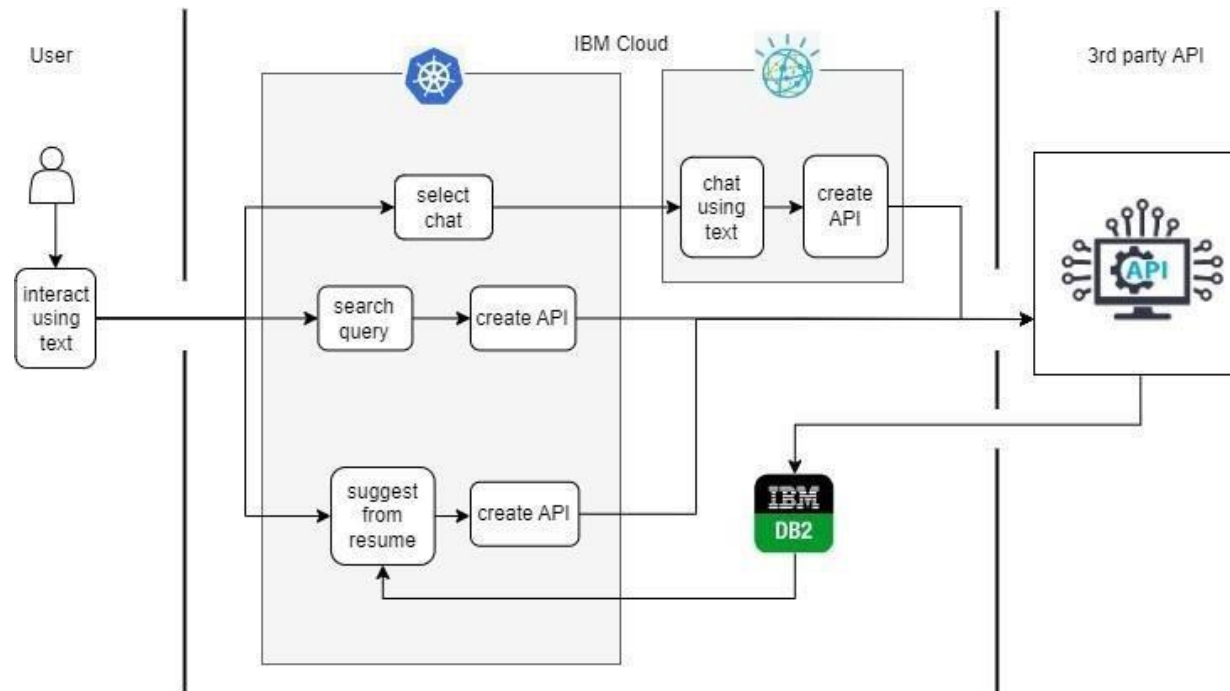 User
IBM Cloud
3rd party API
select
chat
chat
using
text
create
API
interact
using
text
search
query
create API
API
suggest
from
resume
create API
IBM
DB2